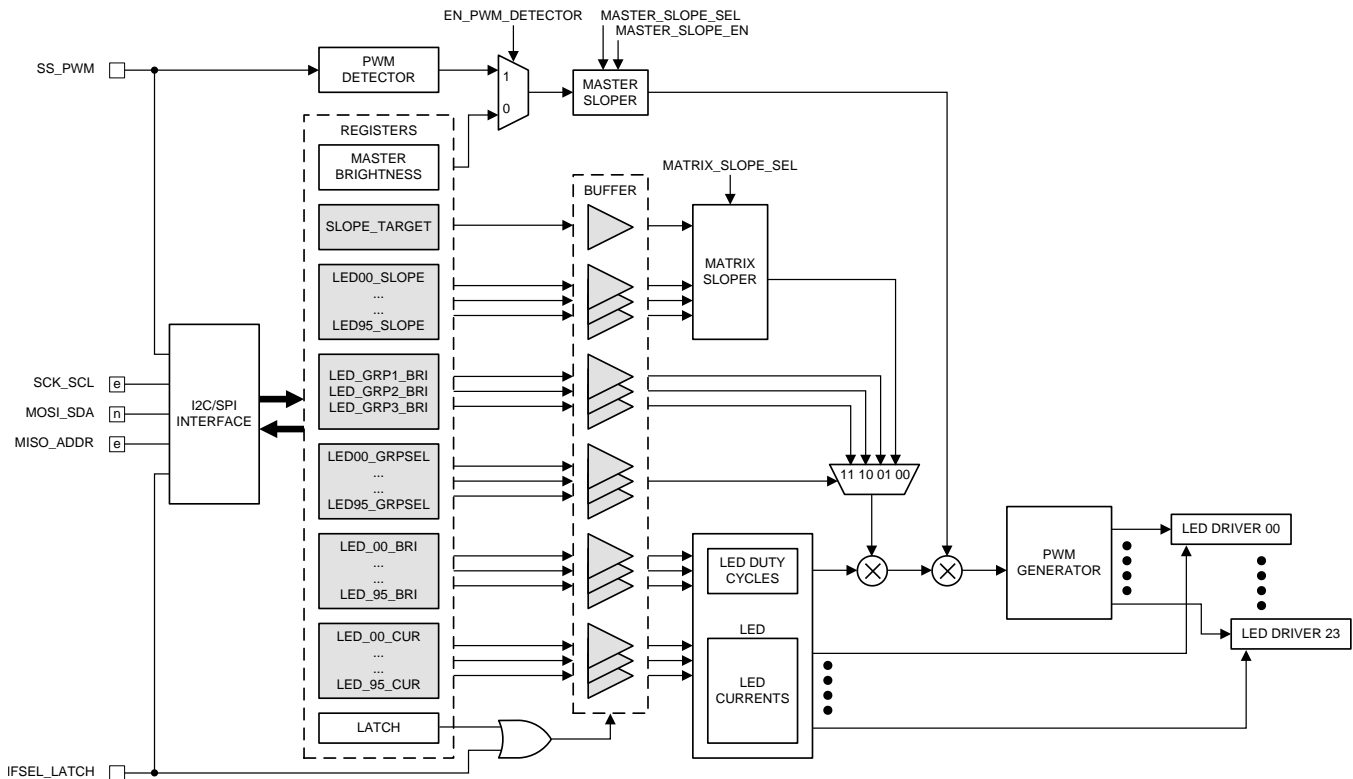 EN_PWM_DETECTOR
MASTER_SLOPE_SEL
MASTER_SLOPE_EN
SS_PWM
PWM
DETECTOR
1
0
MASTER
SLOPER
REGISTERS
MASTER
BRIGHTNESS
MATRIX_SLOPE_SEL
BUFFER
SLOPE_TARGET
MATRIX
SLOPER
LED00_SLOPE
...
...
LED95_SLOPE
I2C/SPI
INTERFACE
SCK_SCL
e
MOSI_SDA
n
MISO_ADDR
e
LED_GRP1_BRI
LED_GRP2_BRI
LED_GRP3_BRI
LED00_GRPSEL
...
...
LED95_GRPSEL
11 10 01 00
LED_00_BRI
...
...
LED_95_BRI
LED DUTY
CYCLES
PWM
GENERATOR
LED DRIVER 00
LED DRIVER 23
LED_00_CUR
...
...
LED_95_CUR
LED
LED
CURRENTS
LATCH
IFSEL_LATCH